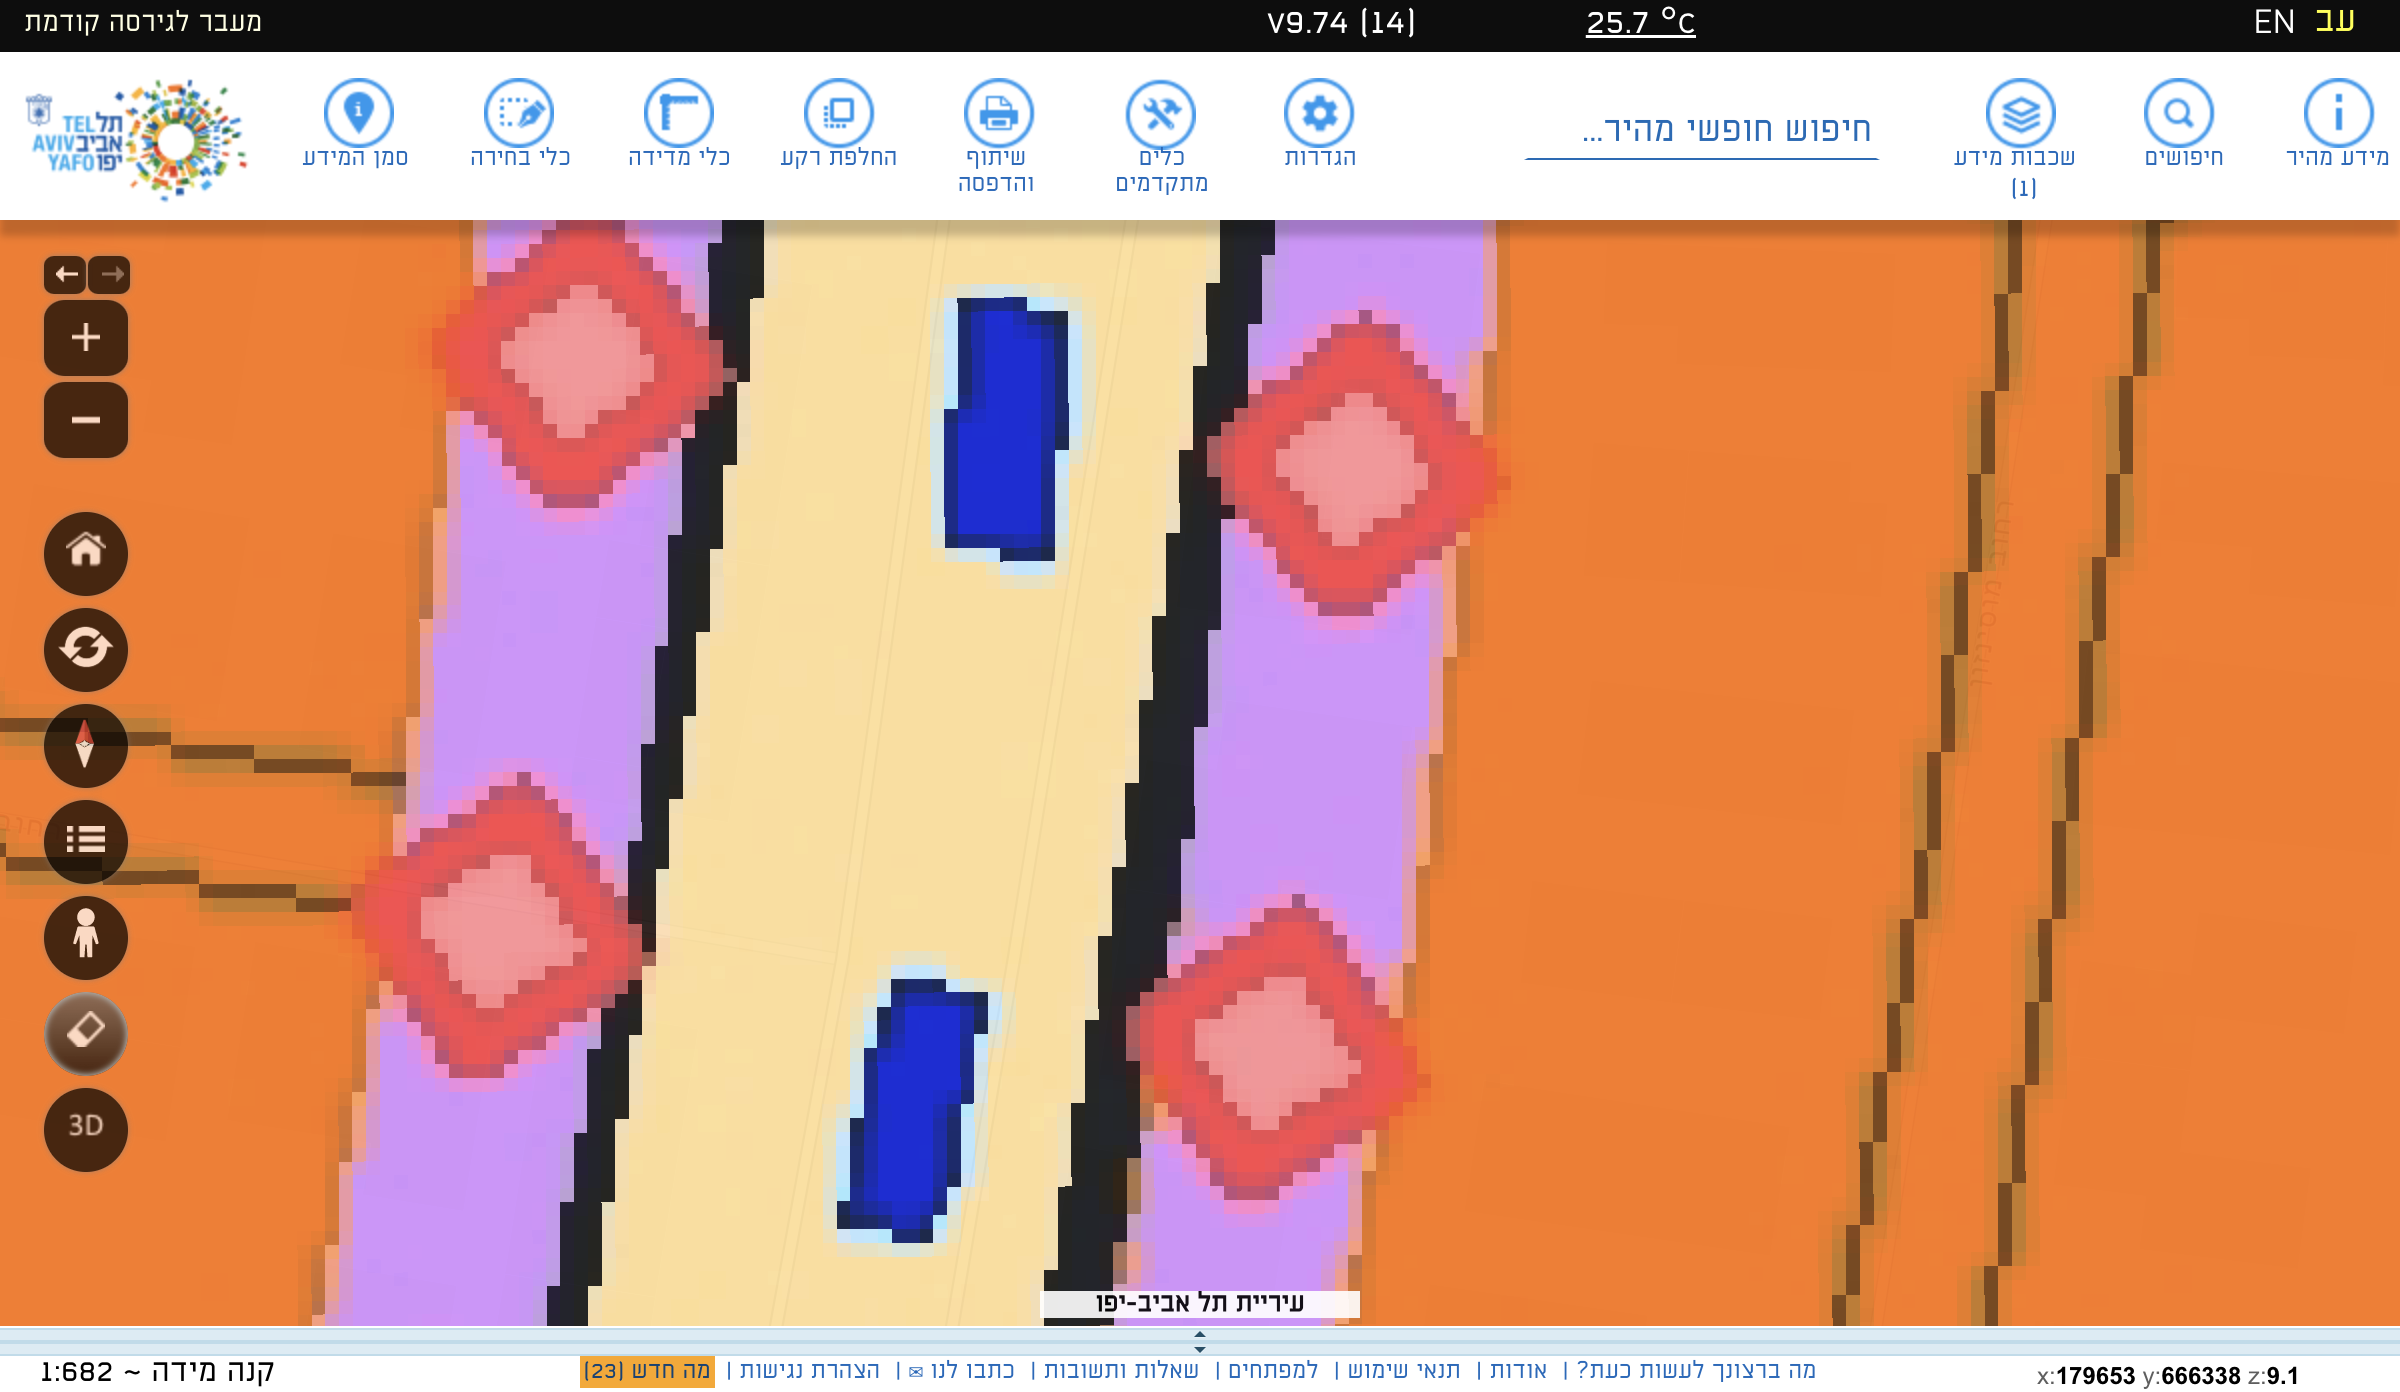 עב EN
25.7 °C
V9.74 (14)
מעבר לגירסה קודמת
מידע מהיר
חיפושים
שכבות מידע
(1)
חיפוש חופשי מהיר...
הגדרות
כלים
מתקדמים
שיתוף
והדפסה
החלפת רקע
כלי מדידה
כלי בחירה
סמן המידע
תל TEL
אביב AVIV
יפו YAFO
רחוב מוסינזון
3D
עיריית תל אביב-יפו
מה ברצונך לעשות כעת? | אודות | תנאי שימוש | למפתחים | שאלות ותשובות | כתבו לנו ✉ | הצהרת נגישות | מה חדש (23)
קנה מידה ~ 1:682
x:179653 y:666338 z:9.1